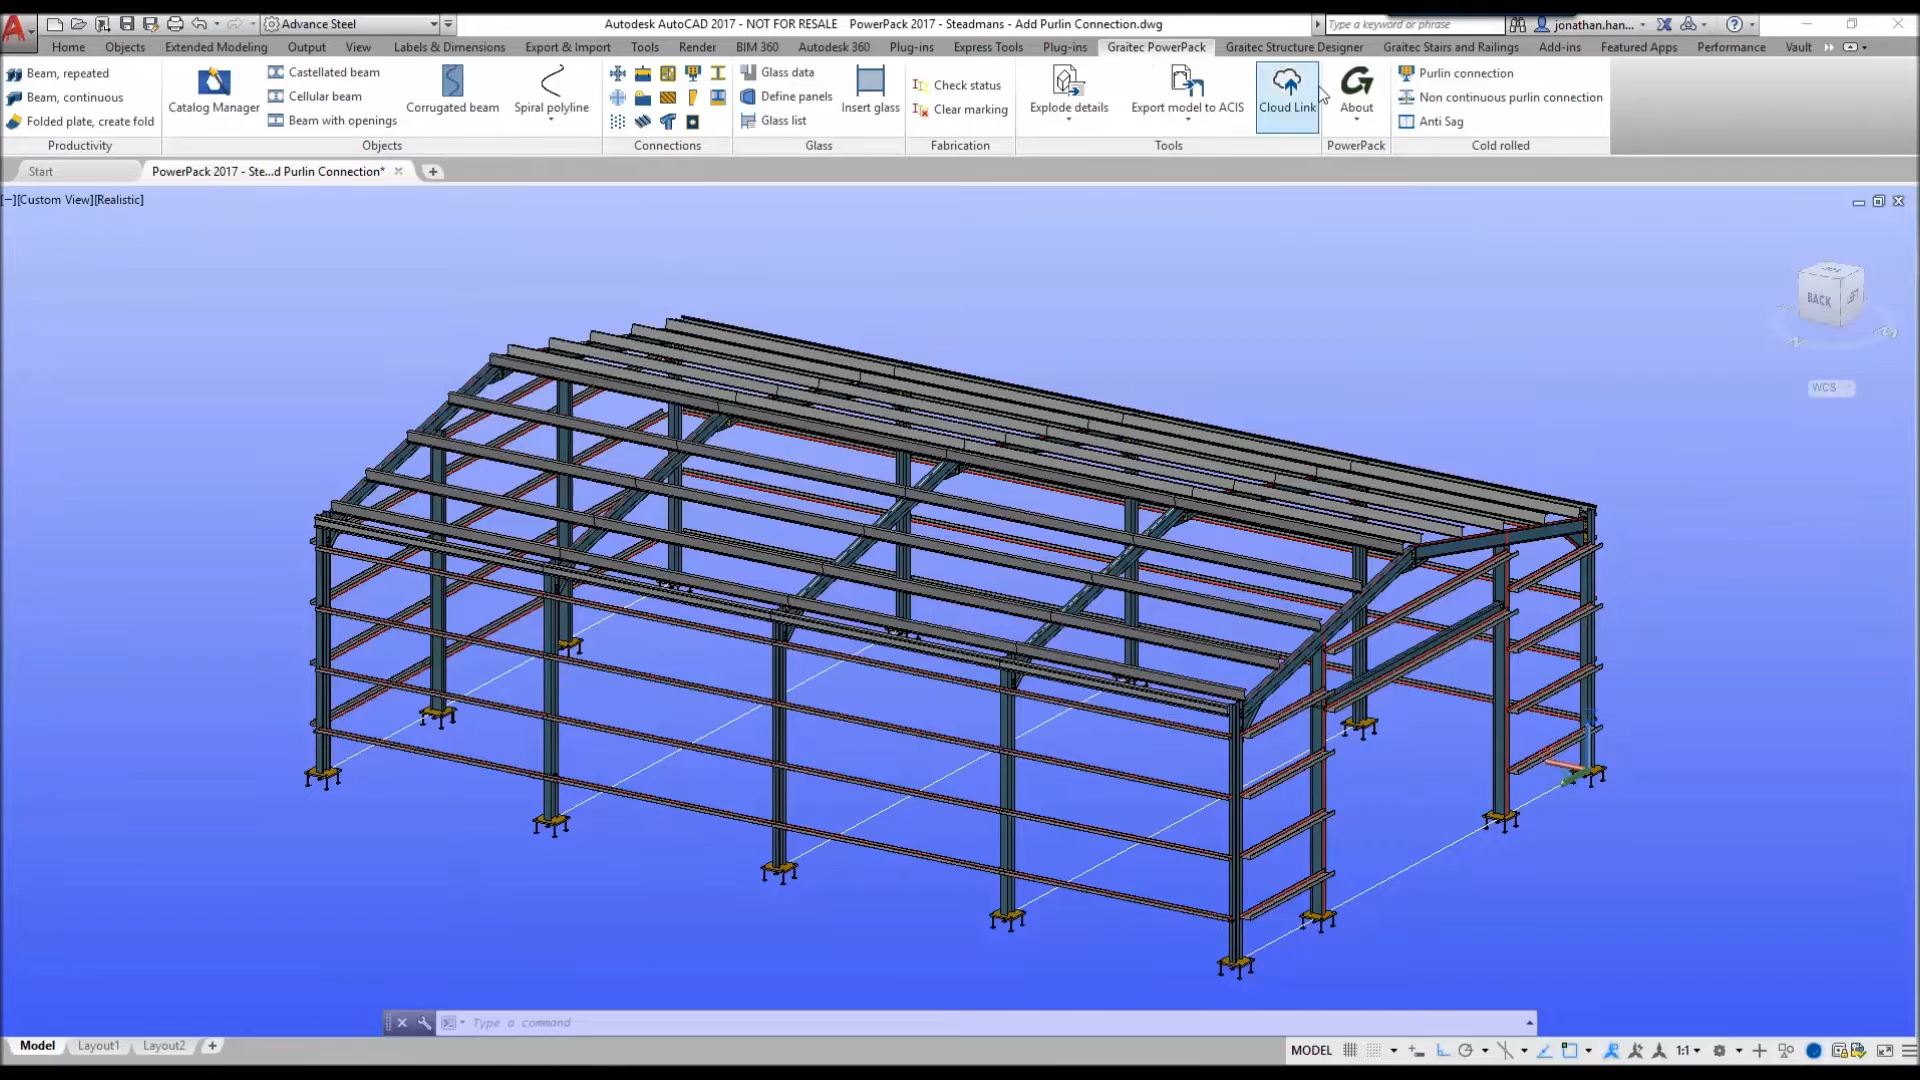 Advance Steel
Autodesk AutoCAD 2017 - NOT FOR RESALE PowerPack 2017 - Steadmans - Add Purlin Connection.dwg
Type a keyword or phrase
jonathan.han...
Home Objects Extended Modeling Output View Labels & Dimensions Export & Import Tools Render BIM 360 Autodesk 360 Plug-ins Express Tools Plug-ins Graitec PowerPack Graitec Structure Designer Graitec Stairs and Railings Add-ins Featured Apps Performance Vault
Beam, repeated
Beam, continuous
Folded plate, create fold
Productivity
Catalog Manager
Castellated beam
Cellular beam
Beam with openings
Corrugated beam
Spiral polyline
Objects
Connections
Glass data
Define panels
Glass list
Insert glass
Glass
Check status
Clear marking
Fabrication
Explode details
Export model to ACIS
Cloud Link
Tools
About
PowerPack
Purlin connection
Non continuous purlin connection
Anti Sag
Cold rolled
Start
PowerPack 2017 - Ste...d Purlin Connection*
[−][Custom View][Realistic]
BACK
LEFT
WCS
Type a command
Model Layout1 Layout2
MODEL
1:1